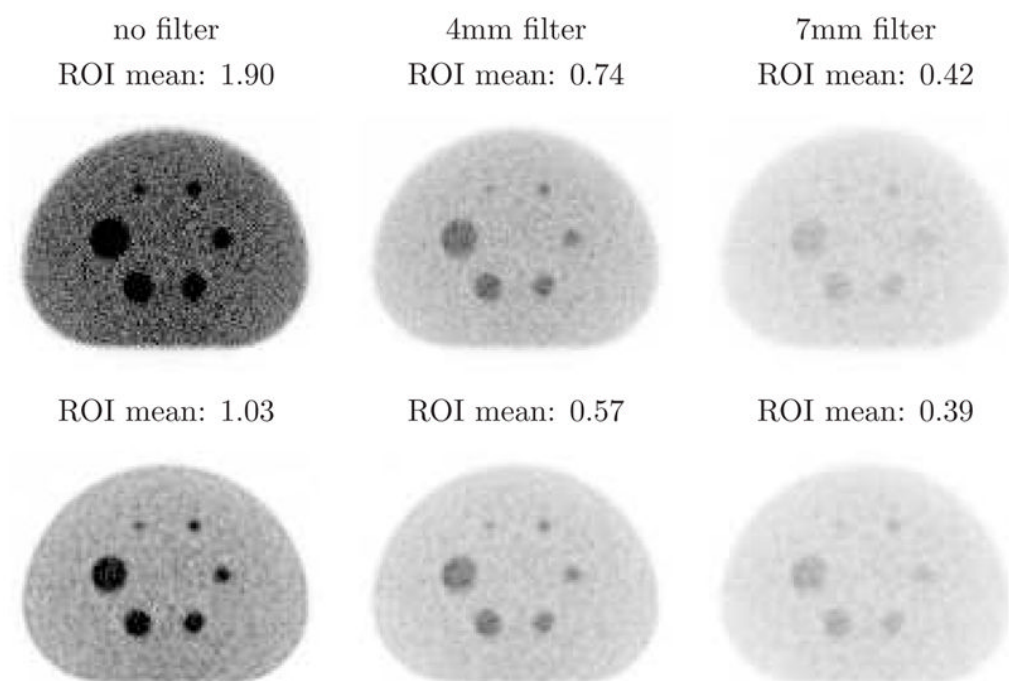 no filter
4mm filter
7mm filter
ROI mean: 1.90
ROI mean: 0.74
ROI mean: 0.42
ROI mean: 1.03
ROI mean: 0.57
ROI mean: 0.39